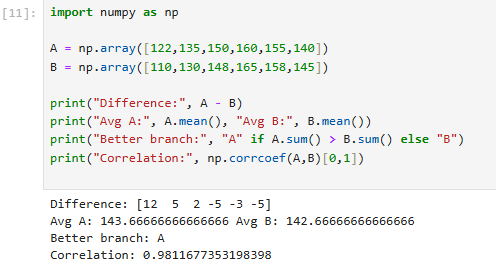 [11]: import numpy as np
A = np.array([122,135,150,160,155,140])
B = np.array([110,130,148,165,158,145])
print("Difference:", A - B)
print("Avg A:", A.mean(), "Avg B:", B.mean())
print("Better branch:", "A" if A.sum() > B.sum() else "B")
print("Correlation:", np.corrcoef(A,B)[0,1])
Difference: [12  5  2 -5 -3 -5]
Avg A: 143.66666666666666 Avg B: 142.66666666666666
Better branch: A
Correlation: 0.9811677353198398